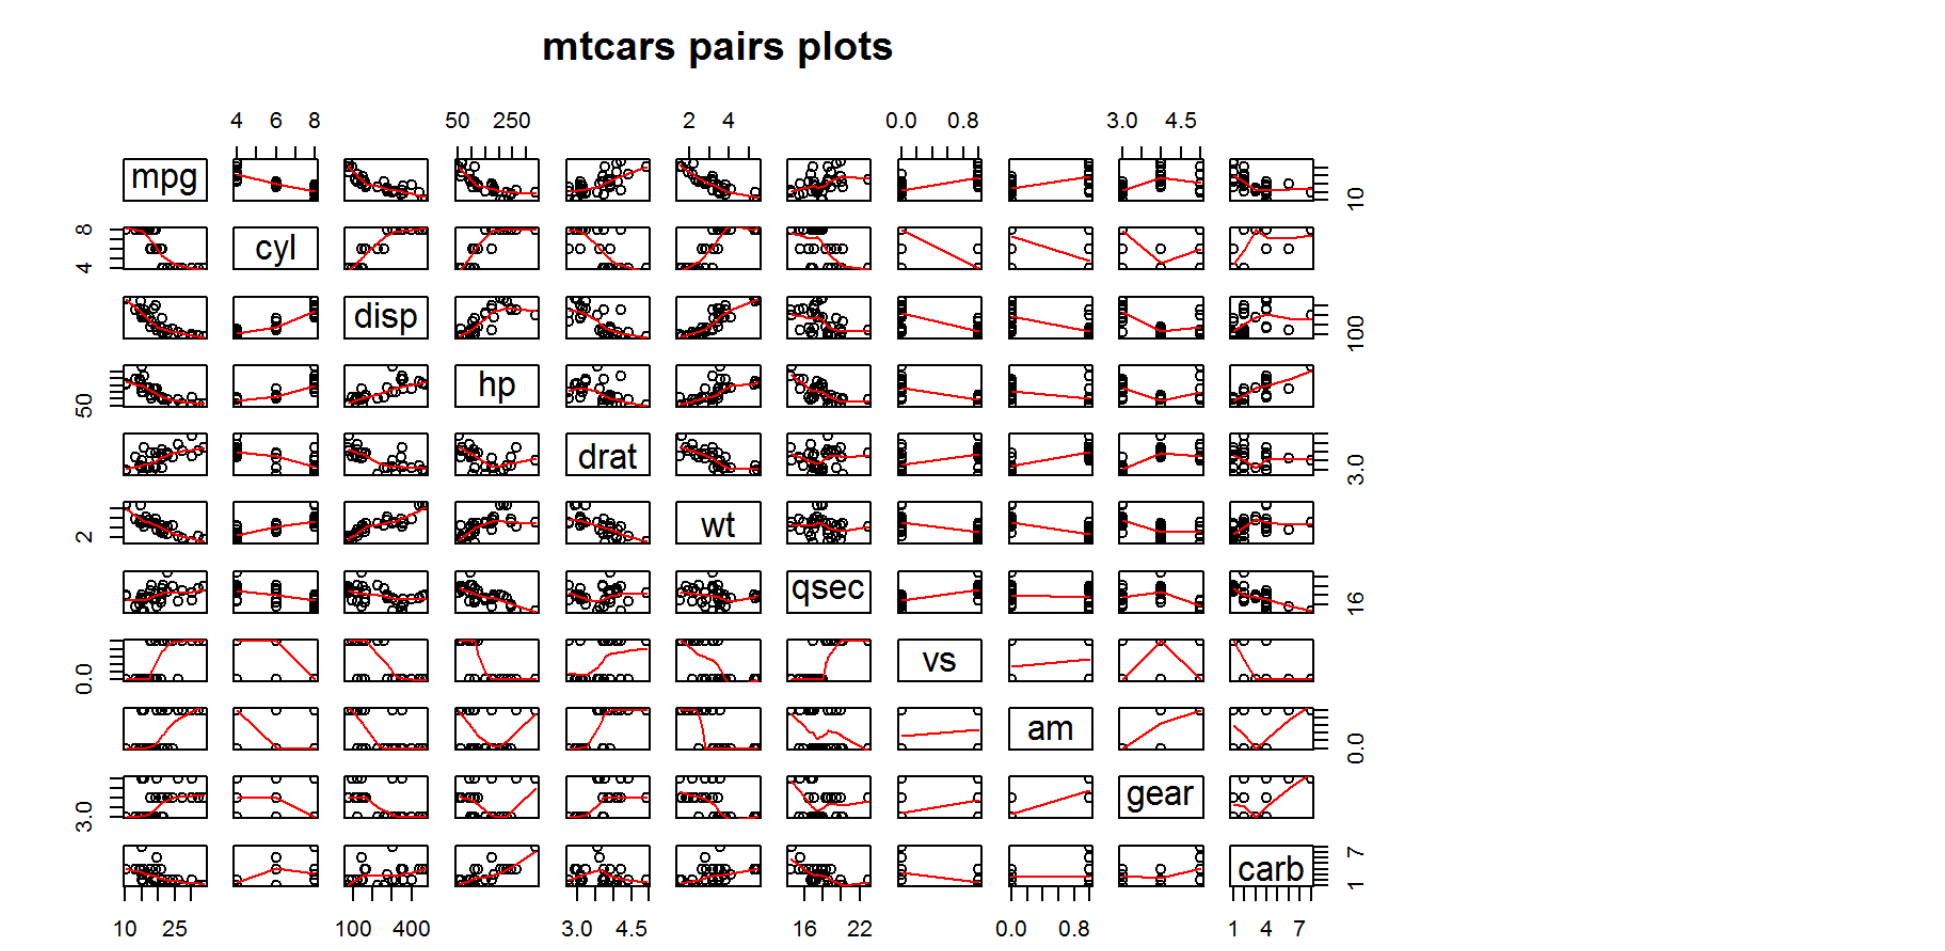 mtcars pairs plots
4 6 8 50 250 2 4 0.0 0.8 3.0 4.5
mpg 10
8 4 cyl
disp 100
50 hp
drat 3.0
2 wt
qsec 16
0.0 vs
am 0.0
3.0 gear
carb 7 1
10 25 100 400 3.0 4.5 16 22 0.0 0.8 1 4 7